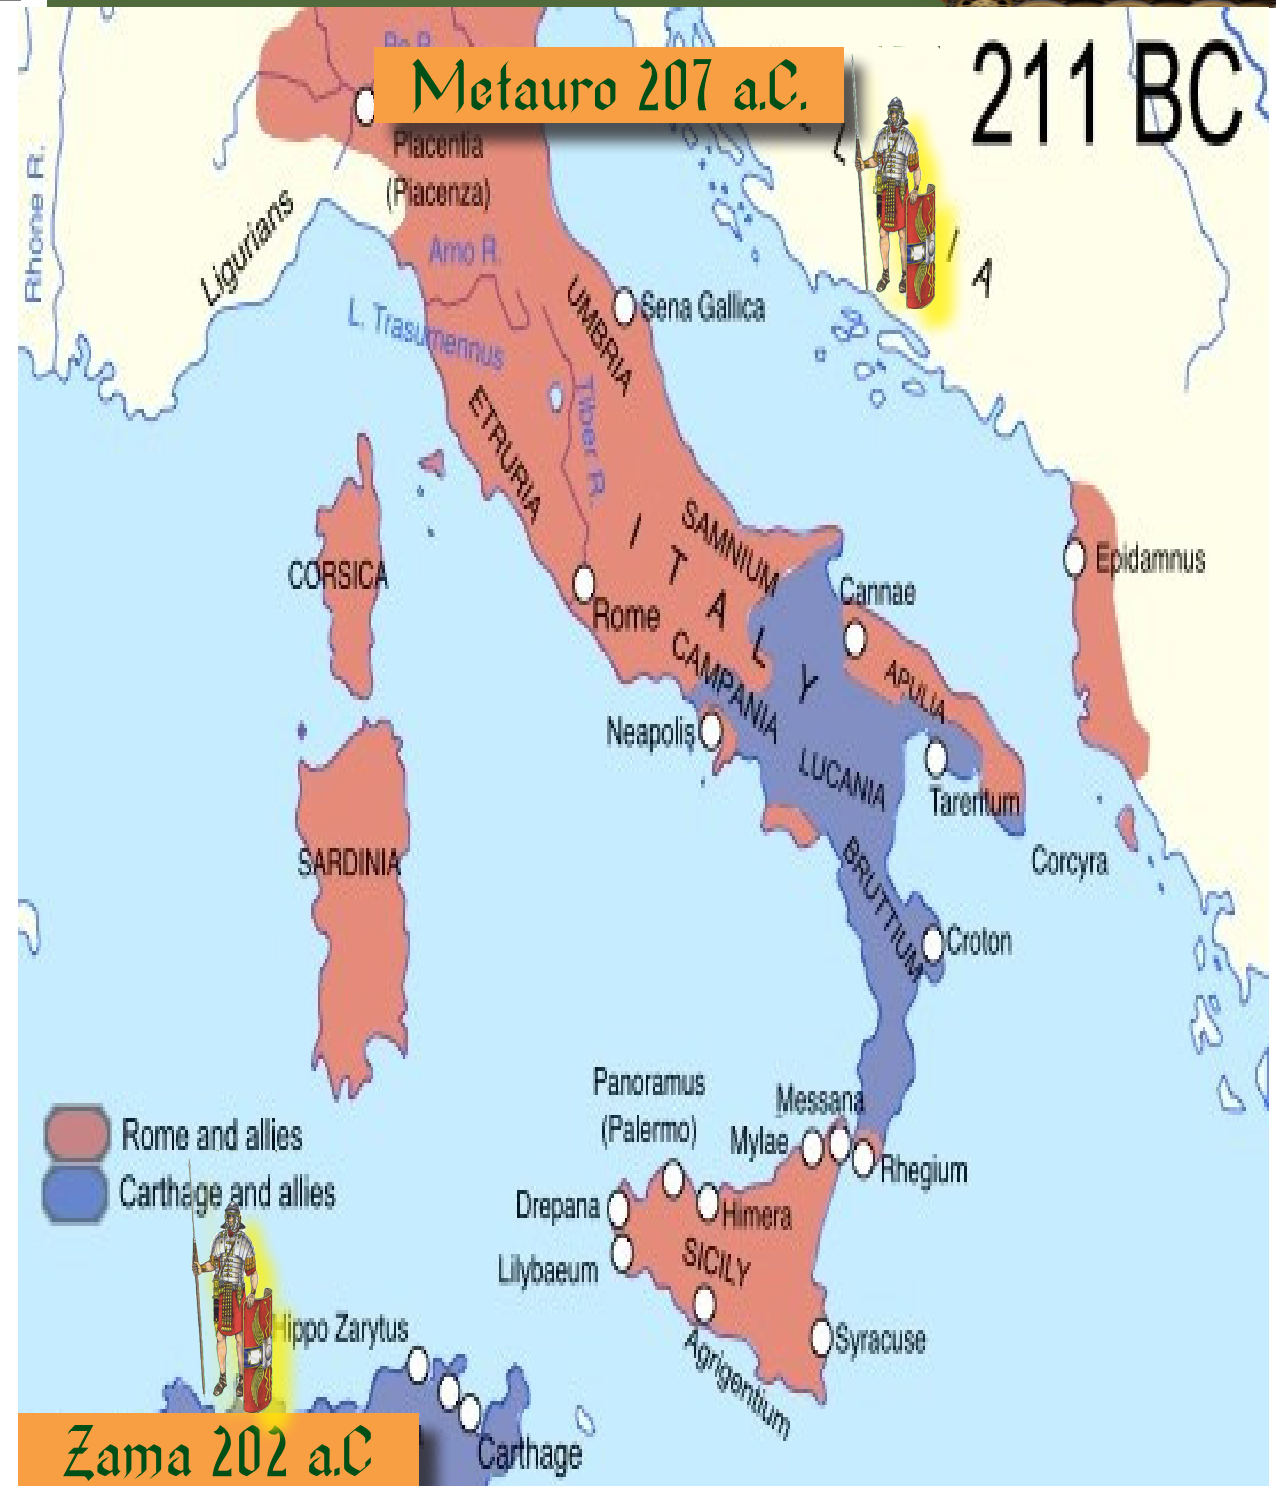 Po R.
Metauro 207 a.C.
211 BC
Placentia
(Piacenza)
Rhone R.
Ligurians
Arno R.
A
L. Trasumennus
UMBRIA
Sena Gallica
ETRURIA
Tiber R.
ITALY
SAMNIUM
CORSICA
Rome
Cannae
Epidamnus
CAMPANIA
APULIA
Neapolis
LUCANIA
Tarentum
SARDINIA
BRUTTIUM
Corcyra
Croton
Panoramus
(Palermo)
Messana
Mylae
Rhegium
Rome and allies
Carthage and allies
Drepana
Himera
Lilybaeum
SICILY
Hippo Zarytus
Agrigentium
Syracuse
Carthage
Zama 202 a.C